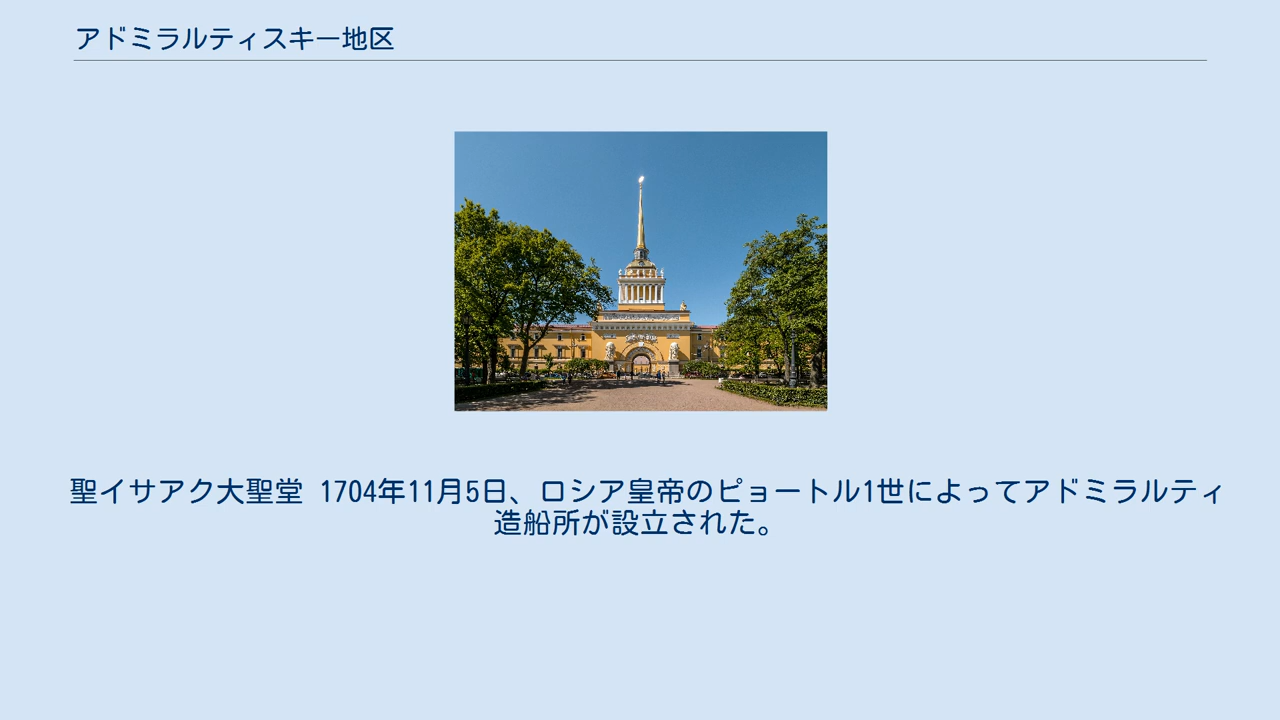 アドミラルティスキー地区
聖イサアク大聖堂 1704年11月5日、ロシア皇帝のピョートル1世によってアドミラルティ
造船所が設立された。